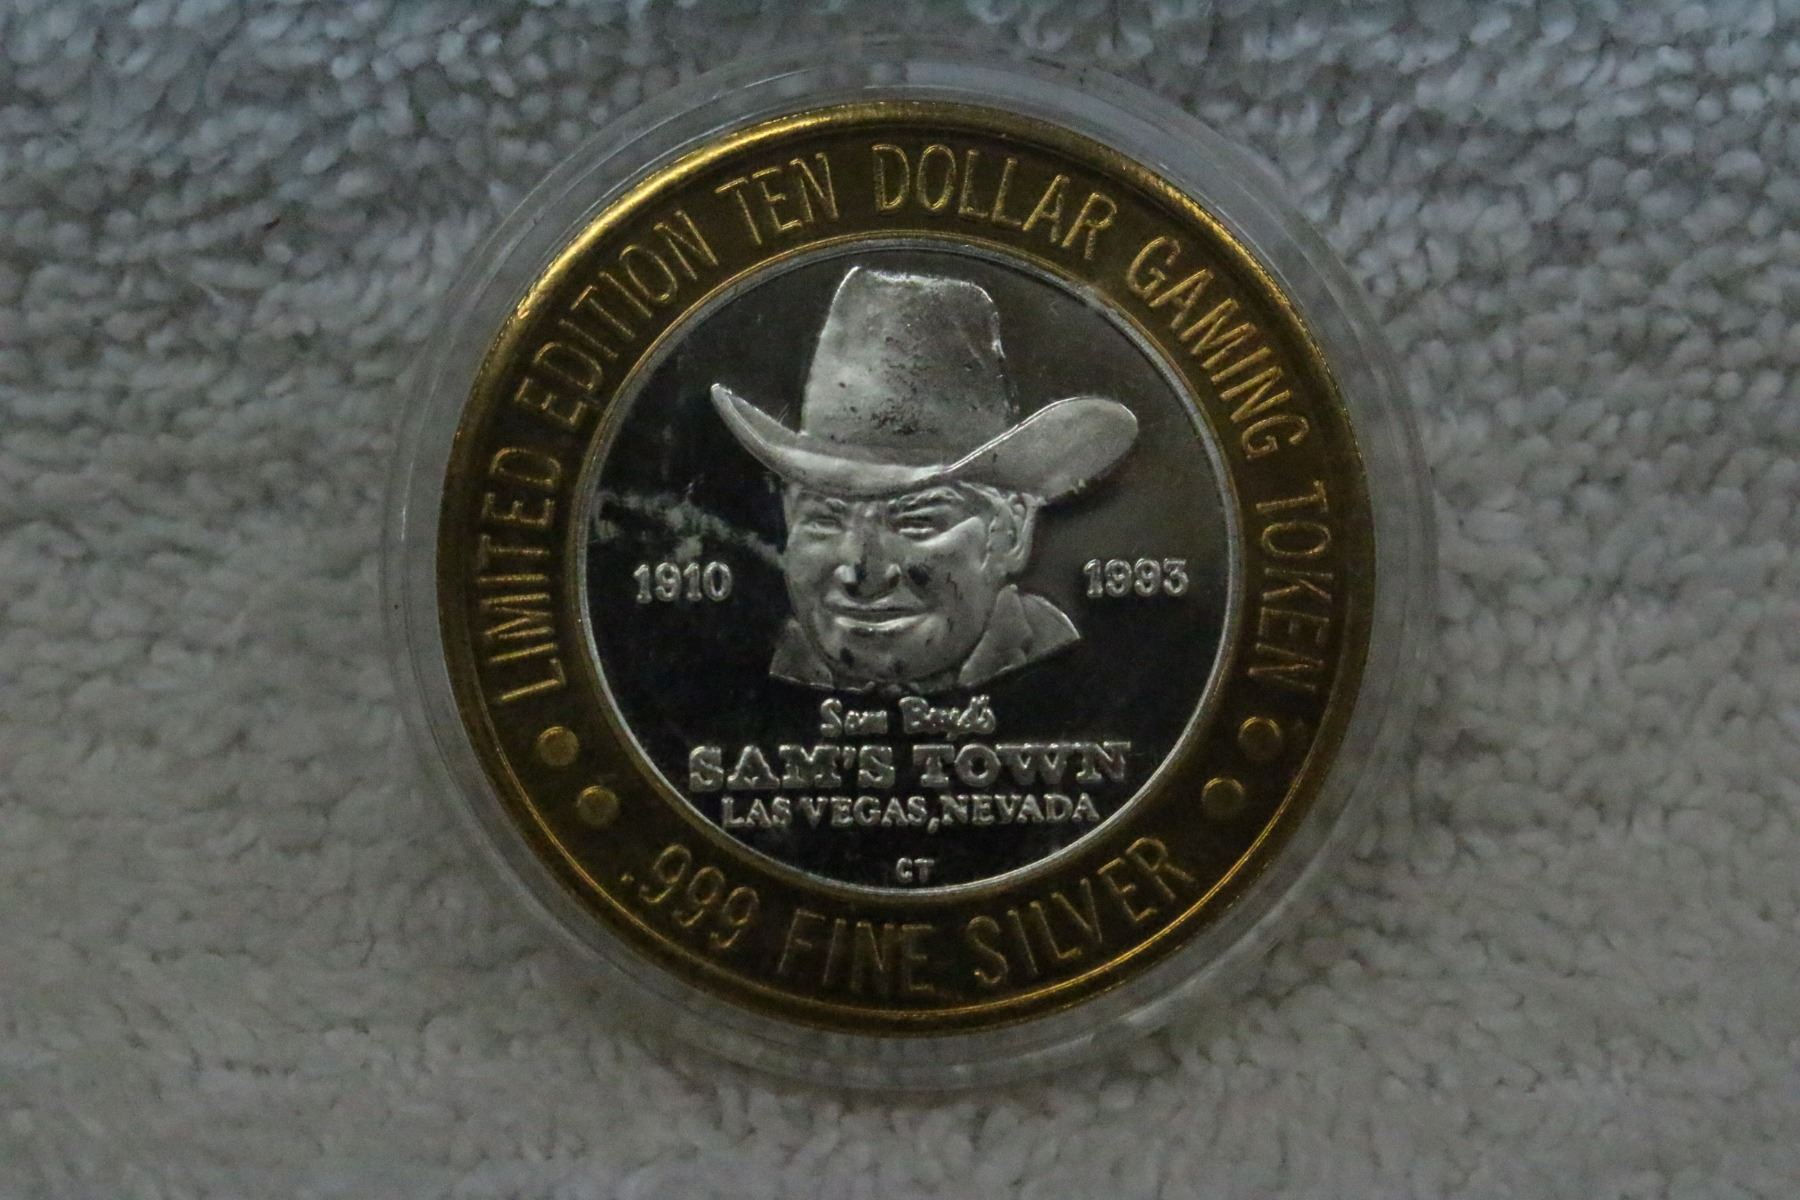 LIMITED EDITION TEN DOLLAR GAMING TOKEN
1910 1993
Sam Boyd's
SAM'S TOWN
LAS VEGAS, NEVADA
CT
.999 FINE SILVER